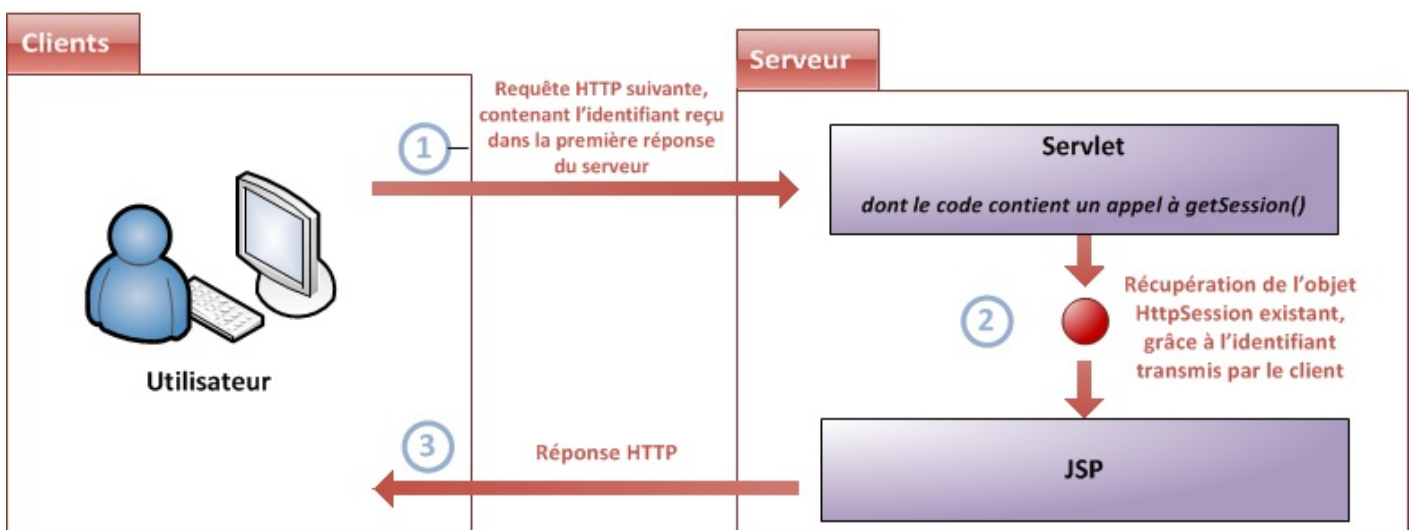 Clients
Serveur
Requête HTTP suivante,
contenant l'identifiant reçu
dans la première réponse
du serveur
1
Servlet
dont le code contient un appel à getSession()
2
Récupération de l'objet
HttpSession existant,
grâce à l'identifiant
transmis par le client
Utilisateur
3
Réponse HTTP
JSP